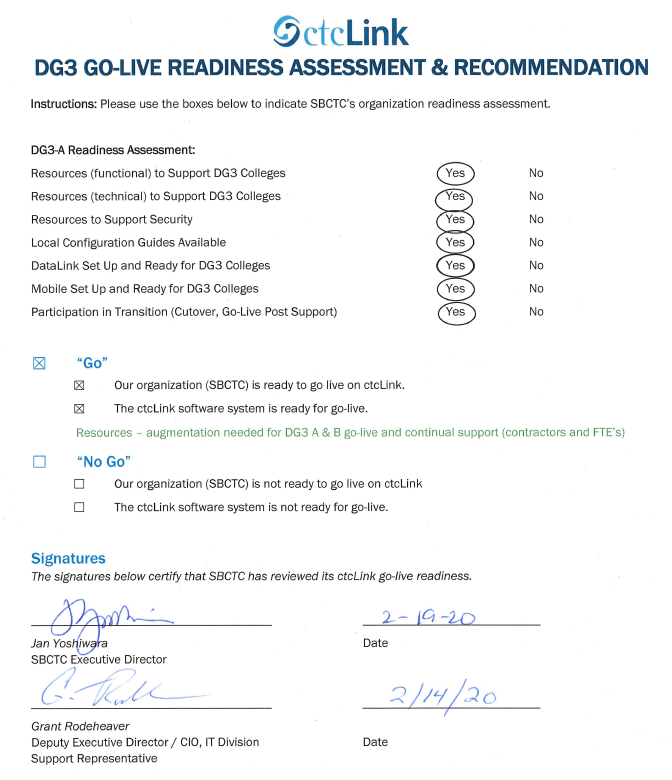 ctcLink
DG3 GO-LIVE READINESS ASSESSMENT & RECOMMENDATION
Instructions: Please use the boxes below to indicate SBCTC's organization readiness assessment.
DG3-A Readiness Assessment:
Resources (functional) to Support DG3 Colleges Yes No
Resources (technical) to Support DG3 Colleges Yes No
Resources to Support Security Yes No
Local Configuration Guides Available Yes No
DataLink Set Up and Ready for DG3 Colleges Yes No
Mobile Set Up and Ready for DG3 Colleges Yes No
Participation in Transition (Cutover, Go-Live Post Support) Yes No
☒ "Go"
☒ Our organization (SBCTC) is ready to go live on ctcLink.
☒ The ctcLink software system is ready for go-live.
Resources – augmentation needed for DG3 A & B go-live and continual support (contractors and FTE's)
☐ "No Go"
☐ Our organization (SBCTC) is not ready to go live on ctcLink
☐ The ctcLink software system is not ready for go-live.
Signatures
The signatures below certify that SBCTC has reviewed its ctcLink go-live readiness.
2-19-20
Jan Yoshiwara Date
SBCTC Executive Director
G. Rode 2/14/20
Grant Rodeheaver
Deputy Executive Director / CIO, IT Division Date
Support Representative